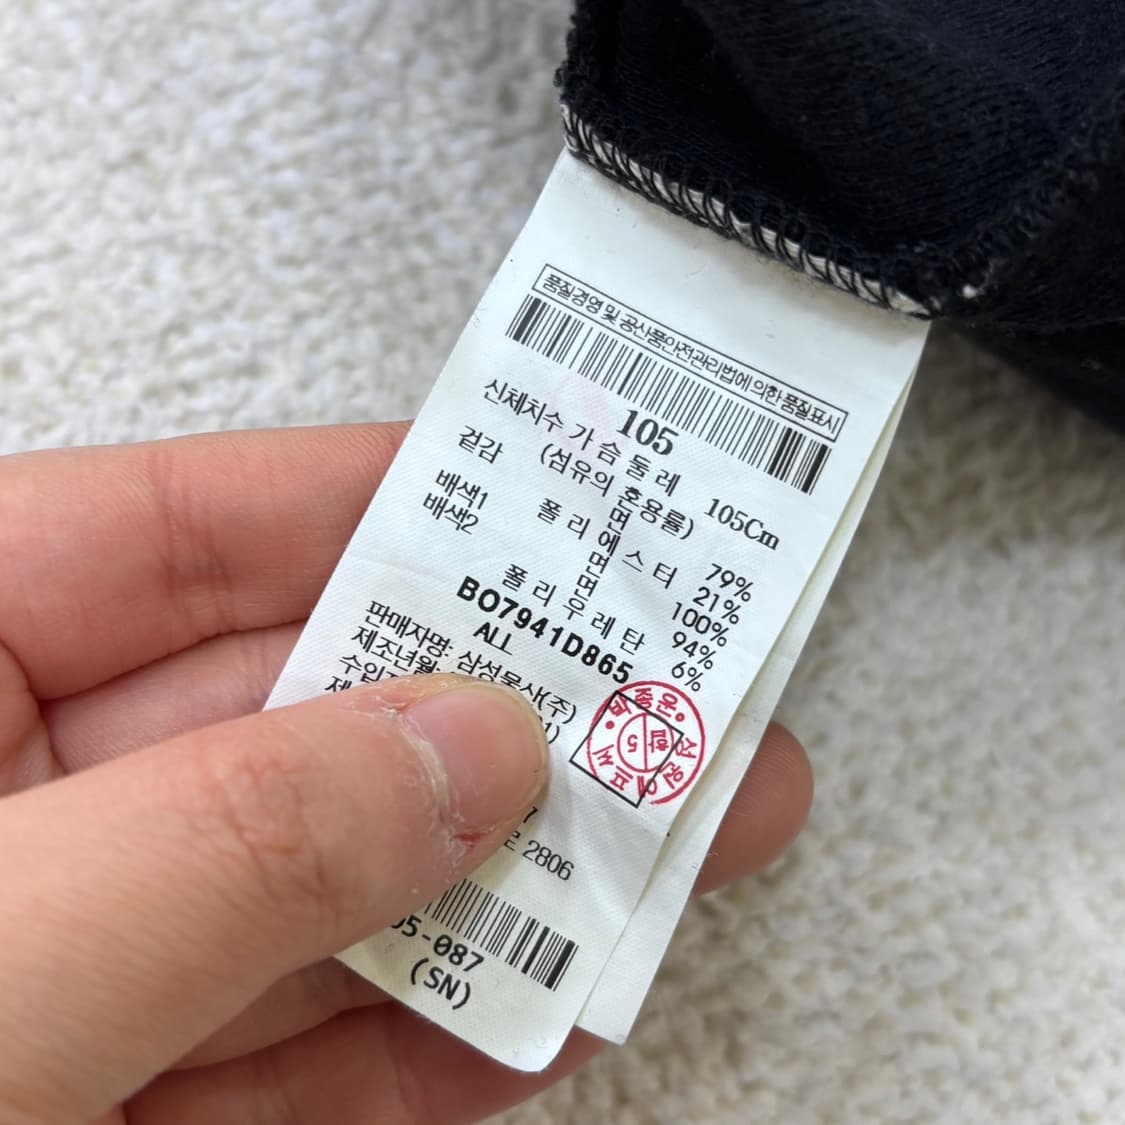 품질경영 및 공산품안전관리법에 의한 품질표시
105
신체치수 가슴둘레 105Cm
(섬유의 혼용률)
겉감 면 79%
폴리에스터 21%
배색1 면 100%
배색2 면 94%
폴리우레탄 6%
BO7941D865
ALL
판매자명: 삼성물산(주)
제조년월:
2806
5-087
(SN)